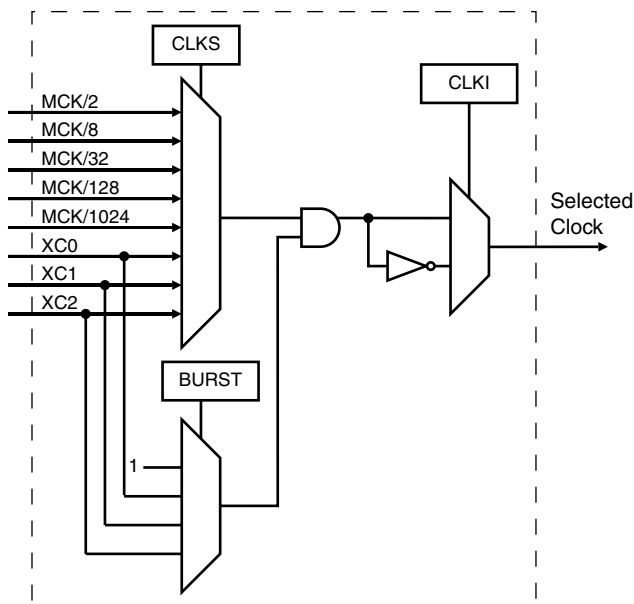 CLKS
CLKI
MCK/2
MCK/8
MCK/32
MCK/128
MCK/1024
XC0
XC1
XC2
Selected
Clock
BURST
1